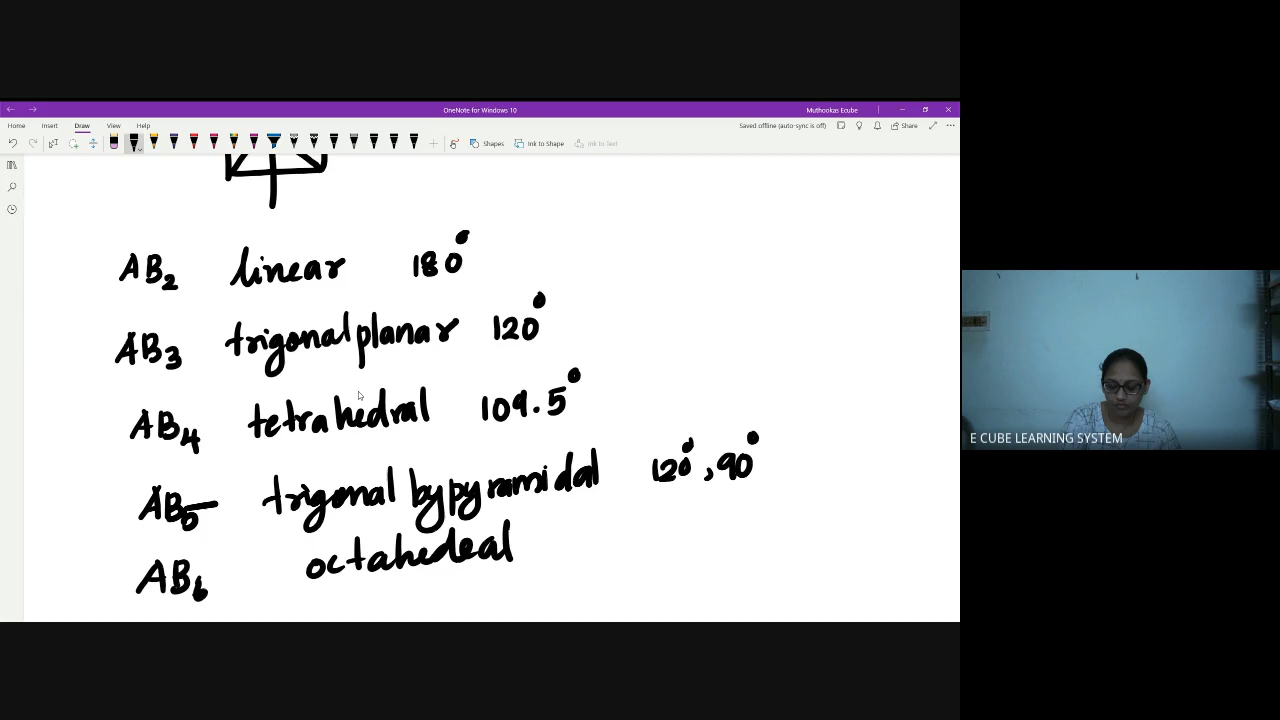 OneNote for Windows 10
Muthookas Ecube
Home Insert Draw View Help
Saved offline (auto-sync is off)
Share
Shapes
Ink to Shape
Ink to Text
AB2 linear 180°
AB3 trigonal planar 120°
AB4 tetrahedral 109.5°
AB5 trigonal bypyramidal 120°, 90°
AB6 octahedeal
E CUBE LEARNING SYSTEM